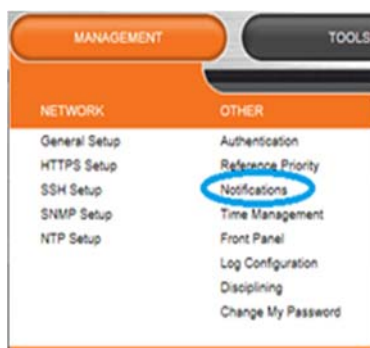 MANAGEMENT
TOOLS
NETWORK
General Setup
HTTPS Setup
SSH Setup
SNMP Setup
NTP Setup
OTHER
Authentication
Reference Priority
Notifications
Time Management
Front Panel
Log Configuration
Disciplining
Change My Password